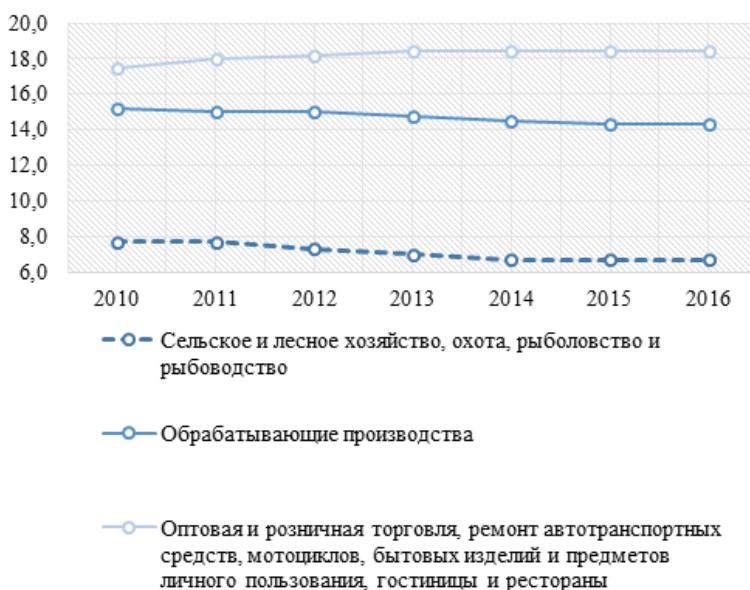 20,0
18,0
16,0
14,0
12,0
10,0
8,0
6,0
2010 2011 2012 2013 2014 2015 2016
Сельское и лесное хозяйство, охота, рыболовство и
рыбоводство
Обрабатывающие производства
Оптовая и розничная торговля, ремонт автотранспортных
средств, мотоциклов, бытовых изделий и предметов
личного пользования, гостиницы и рестораны